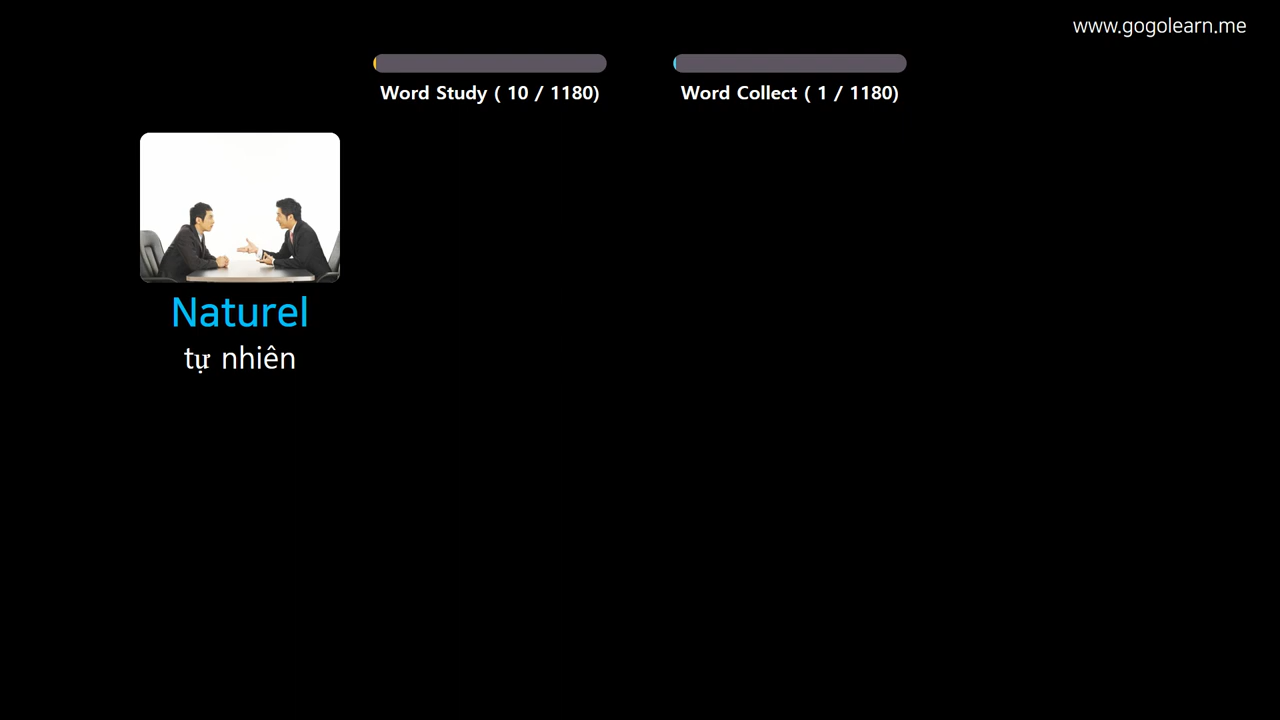 www.gogolearn.me
Word Study ( 10 / 1180)
Word Collect ( 1 / 1180)
Naturel
tự nhiên